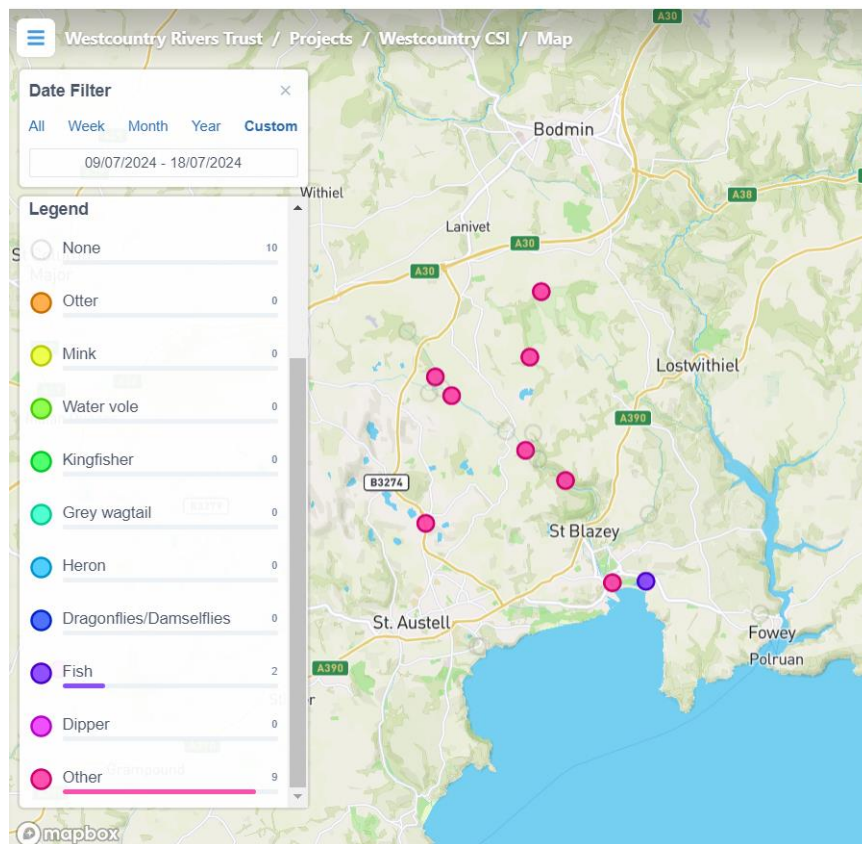 Westcountry Rivers Trust / Projects / Westcountry CSI / Map
A30
Date Filter ×
All Week Month Year Custom
09/07/2024 - 18/07/2024
Bodmin
A38
Withiel
Legend
Lanivet
None 10
A30
A30
Otter 0
Mink 0
Lostwithiel
Water vole 0
A390
Kingfisher 0
B3274
Grey wagtail 0
St Blazey
Heron 0
Dragonflies/Damselflies 0
St. Austell
Fowey
Polruan
Fish 2
A390
Dipper 0
Other 9
mapbox